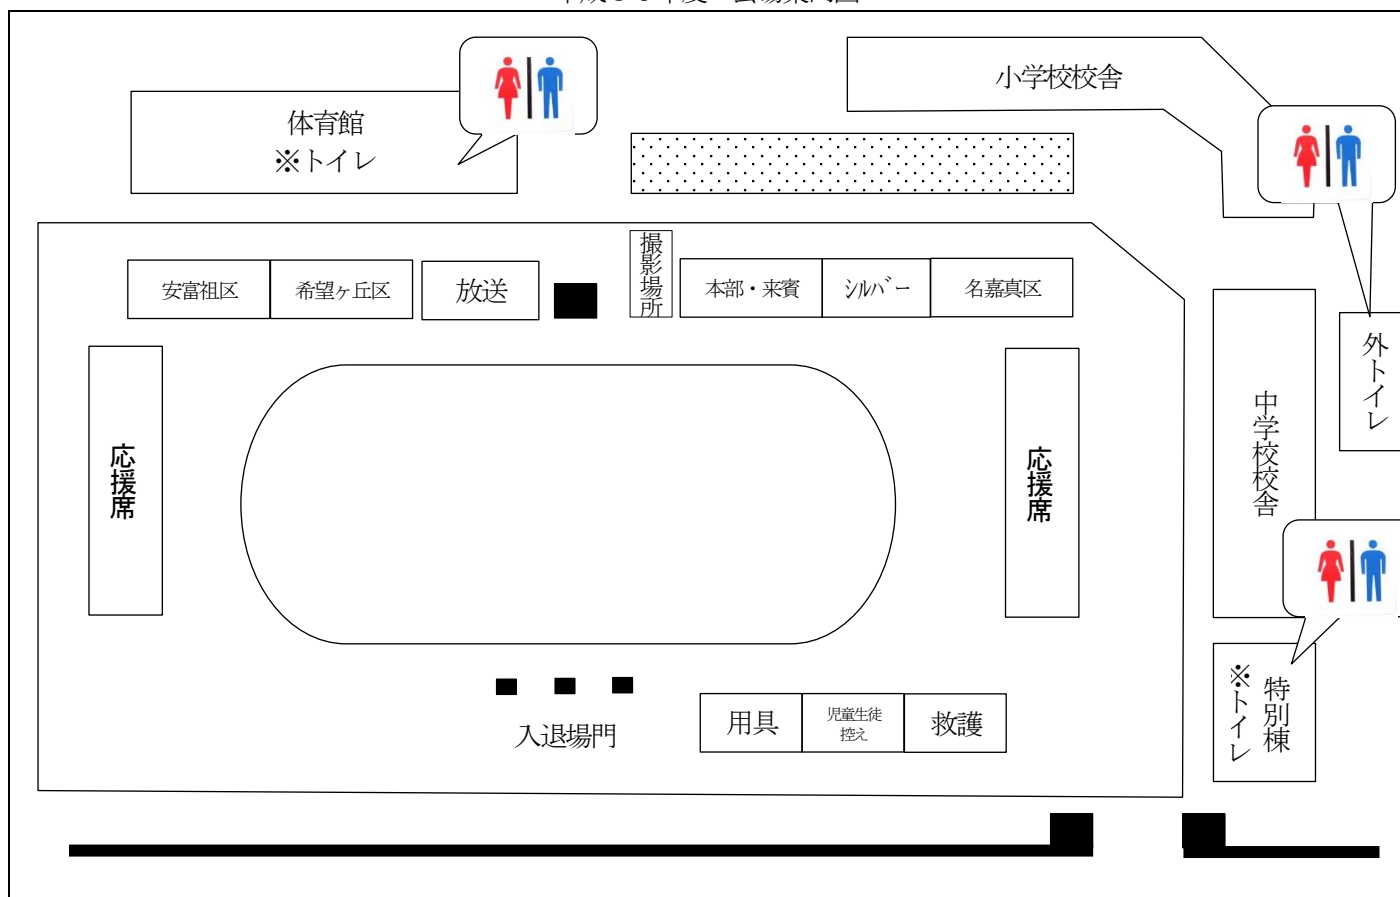 小学校校舎
体育館
※トイレ
撮影場所
安富祖区
希望ヶ丘区
放送
本部・来賓
ｼﾙﾊﾞｰ
名嘉真区
外トイレ
応援席
応援席
中学校校舎
入退場門
用具
児童生徒
控え
救護
特別棟
※トイレ